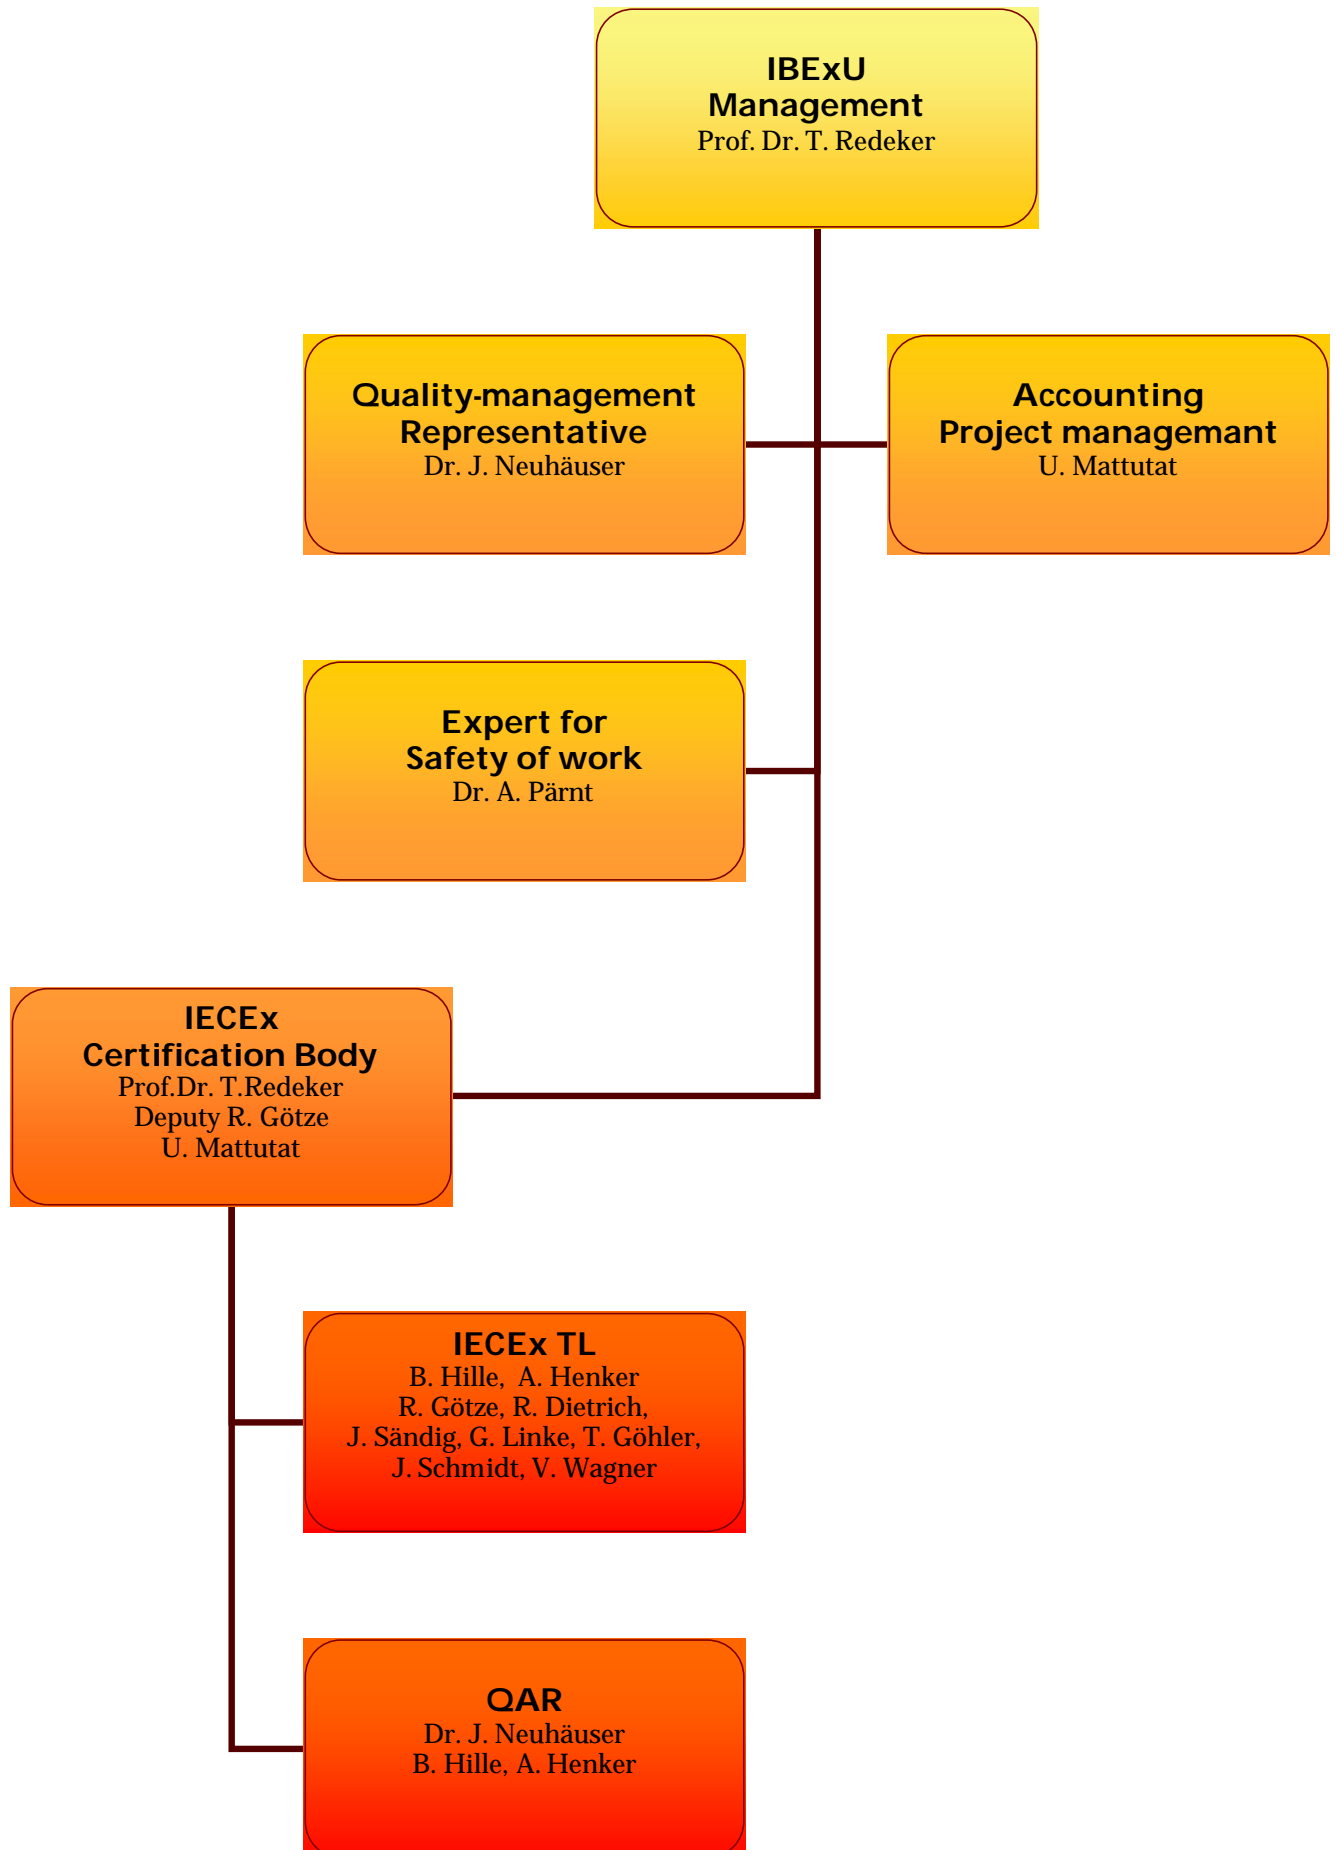 IBExU
Management
Prof. Dr. T. Redeker
Quality-management
Representative
Dr. J. Neuhäuser
Accounting
Project managemant
U. Mattutat
Expert for
Safety of work
Dr. A. Pärnt
IECEx
Certification Body
Prof.Dr. T.Redeker
Deputy R. Götze
U. Mattutat
IECEx TL
B. Hille, A. Henker
R. Götze, R. Dietrich,
J. Sändig, G. Linke, T. Göhler,
J. Schmidt, V. Wagner
QAR
Dr. J. Neuhäuser
B. Hille, A. Henker